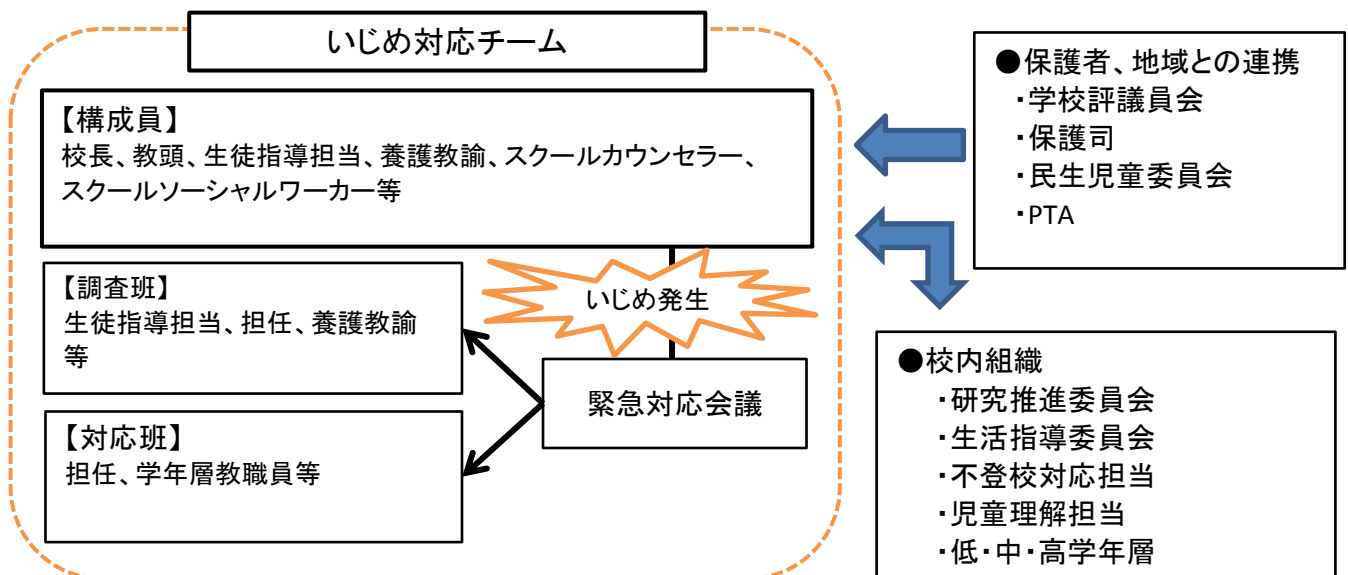 いじめ対応チーム
【構成員】
校長、教頭、生徒指導担当、養護教諭、スクールカウンセラー、
スクールソーシャルワーカー等
いじめ発生
【調査班】
生徒指導担当、担任、養護教諭
等
緊急対応会議
【対応班】
担任、学年層教職員等
●保護者、地域との連携
・学校評議員会
・保護司
・民生児童委員会
・PTA
●校内組織
・研究推進委員会
・生活指導委員会
・不登校対応担当
・児童理解担当
・低・中・高学年層